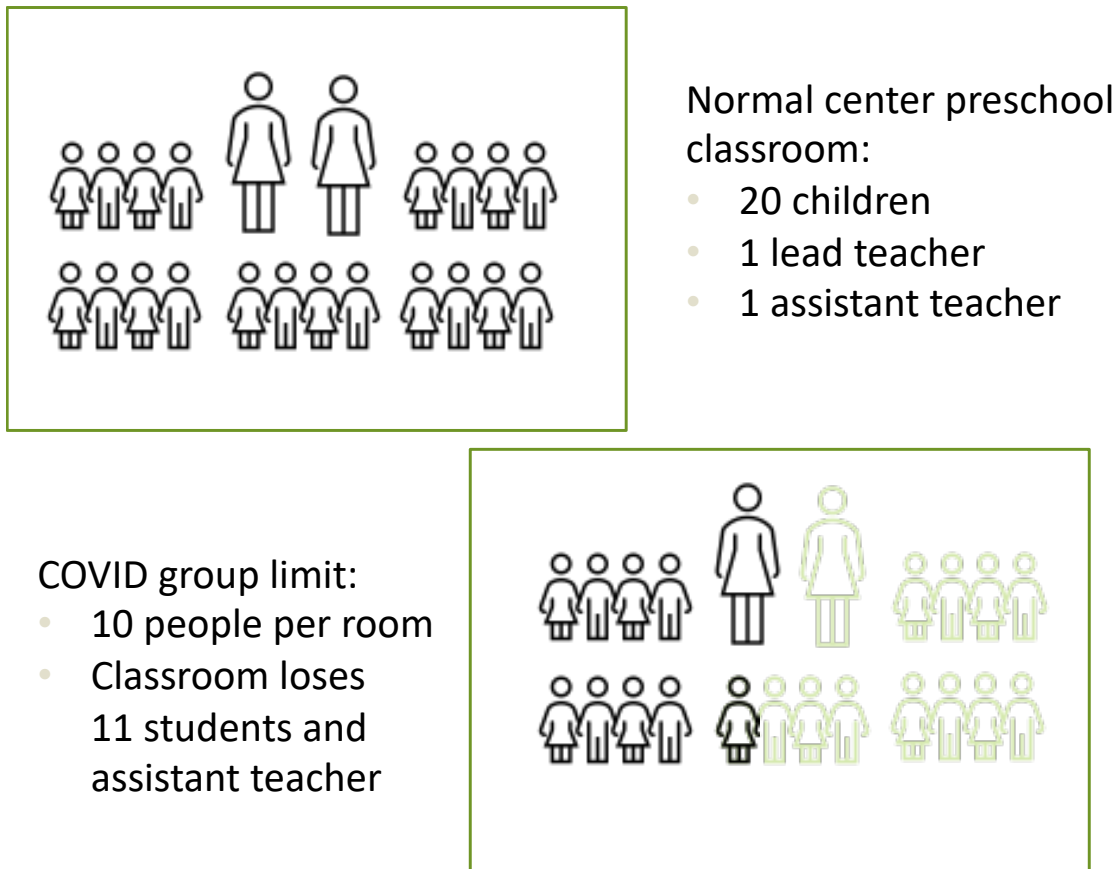 Normal center preschool
classroom:
• 20 children
• 1 lead teacher
• 1 assistant teacher
COVID group limit:
• 10 people per room
• Classroom loses
11 students and
assistant teacher